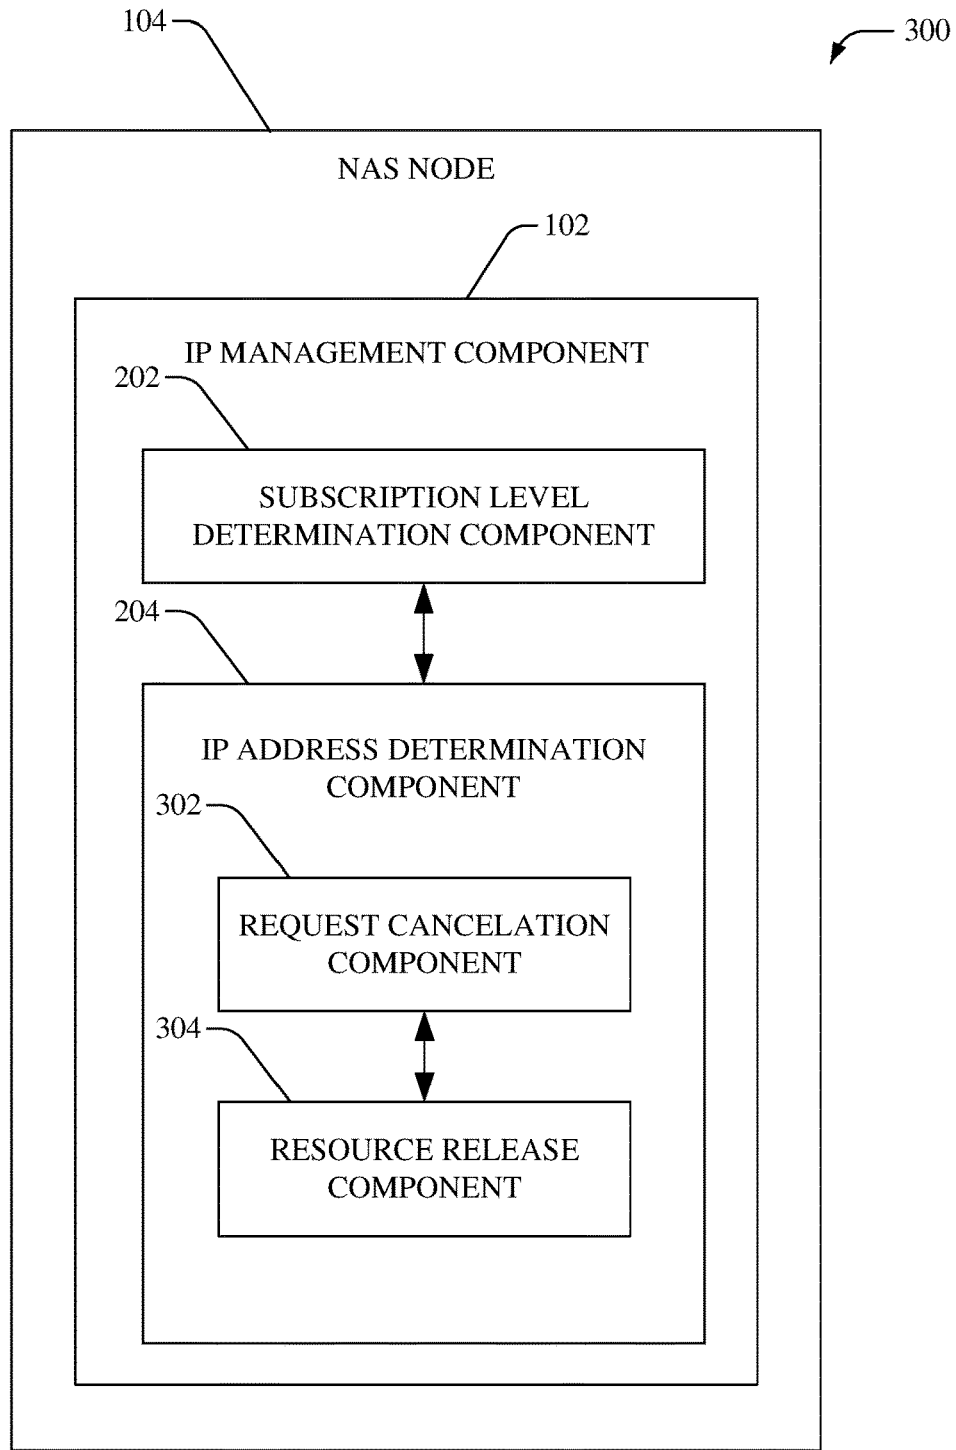 104
300
NAS NODE
102
IP MANAGEMENT COMPONENT
202
SUBSCRIPTION LEVEL
DETERMINATION COMPONENT
204
IP ADDRESS DETERMINATION
COMPONENT
302
REQUEST CANCELATION
COMPONENT
304
RESOURCE RELEASE
COMPONENT